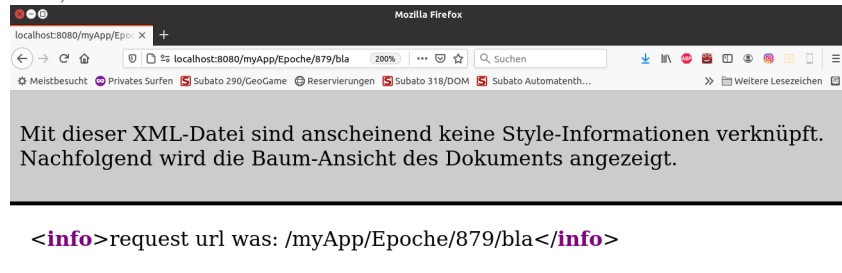 Mozilla Firefox
localhost:8080/myApp/Epoc
localhost:8080/myApp/Epoche/879/bla 200% Suchen
Meistbesucht Privates Surfen Subato 290/GeoGame Reservierungen Subato 318/DOM Subato Automatenth... Weitere Lesezeichen
Mit dieser XML-Datei sind anscheinend keine Style-Informationen verknüpft.
Nachfolgend wird die Baum-Ansicht des Dokuments angezeigt.
<info>request url was: /myApp/Epoche/879/bla</info>